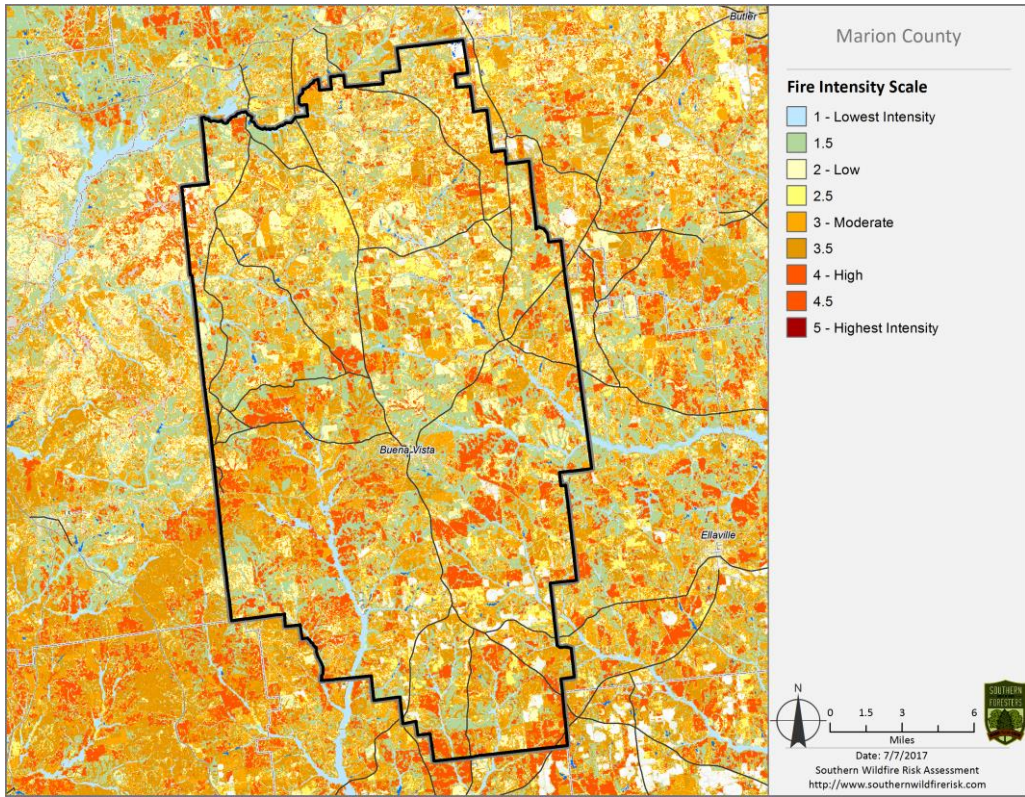 Butler
Buena Vista
Ellaville
Marion County
Fire Intensity Scale
1 - Lowest Intensity
1.5
2 - Low
2.5
3 - Moderate
3.5
4 - High
4.5
5 - Highest Intensity
N
0 1.5 3 6
Miles
SOUTHERN
FORESTERS
Date: 7/7/2017
Southern Wildfire Risk Assessment
http://www.southernwildfirerisk.com